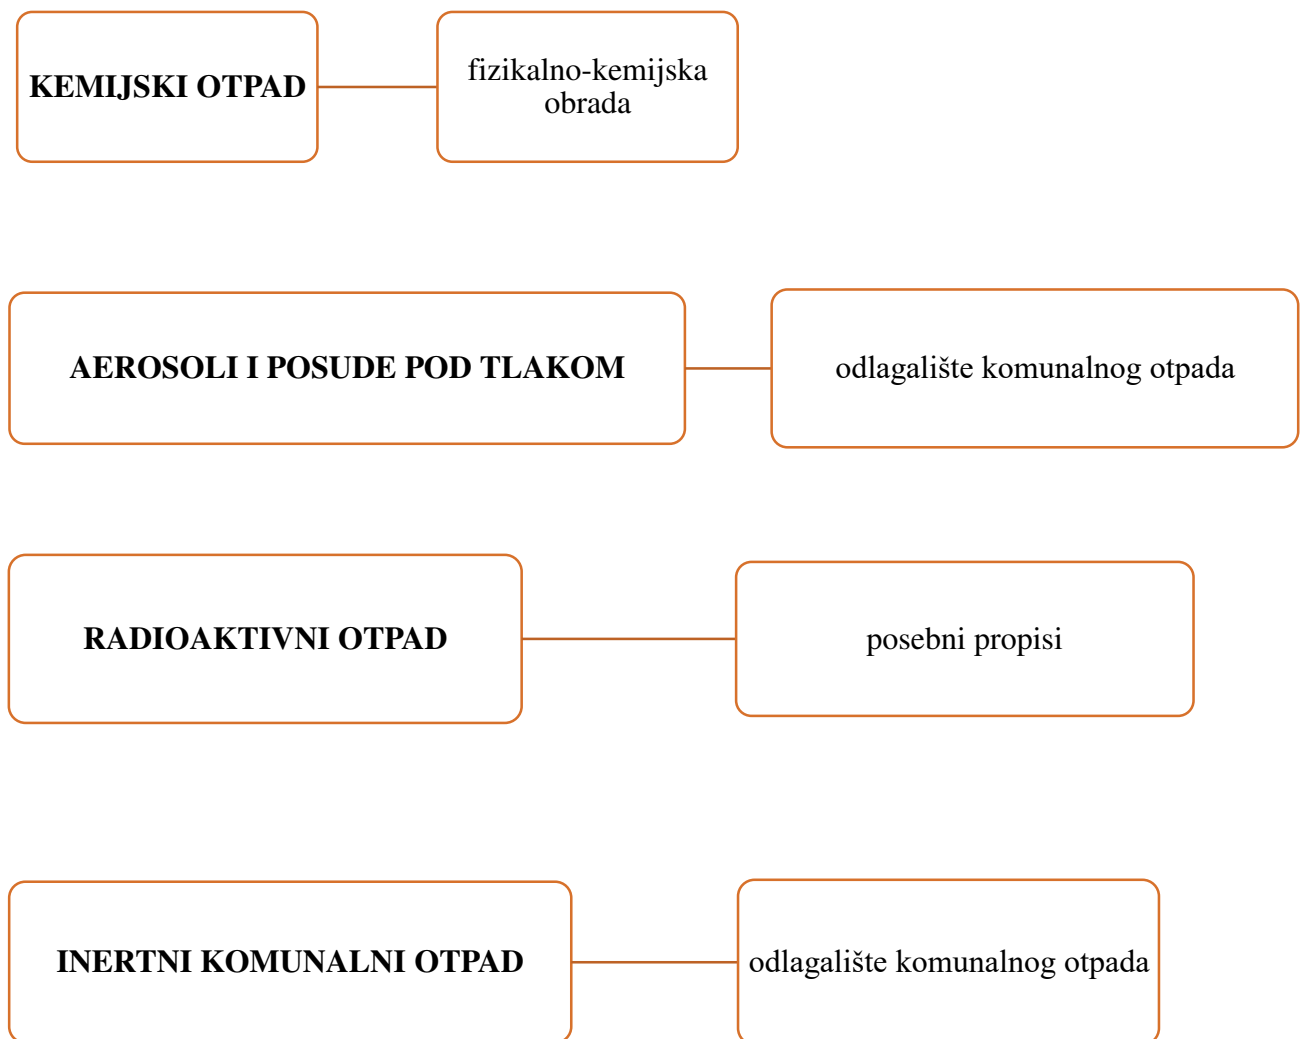 KEMIJSKI OTPAD
fizikalno-kemijska
obrada
AEROSOLI I POSUDE POD TLAKOM
odlagalište komunalnog otpada
RADIOAKTIVNI OTPAD
posebni propisi
INERTNI KOMUNALNI OTPAD
odlagalište komunalnog otpada